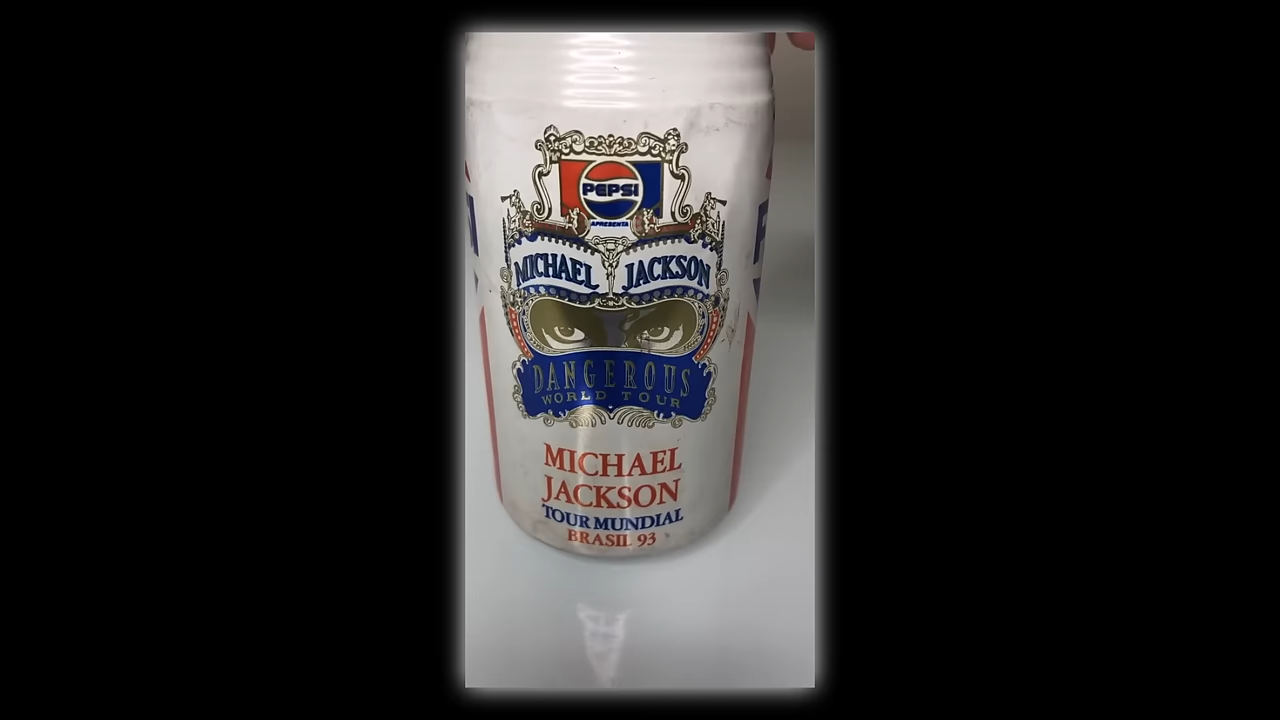 PEPSI
APRESENTA
MICHAEL JACKSON
DANGEROUS
WORLD TOUR
MICHAEL
JACKSON
TOUR MUNDIAL
BRASIL 93